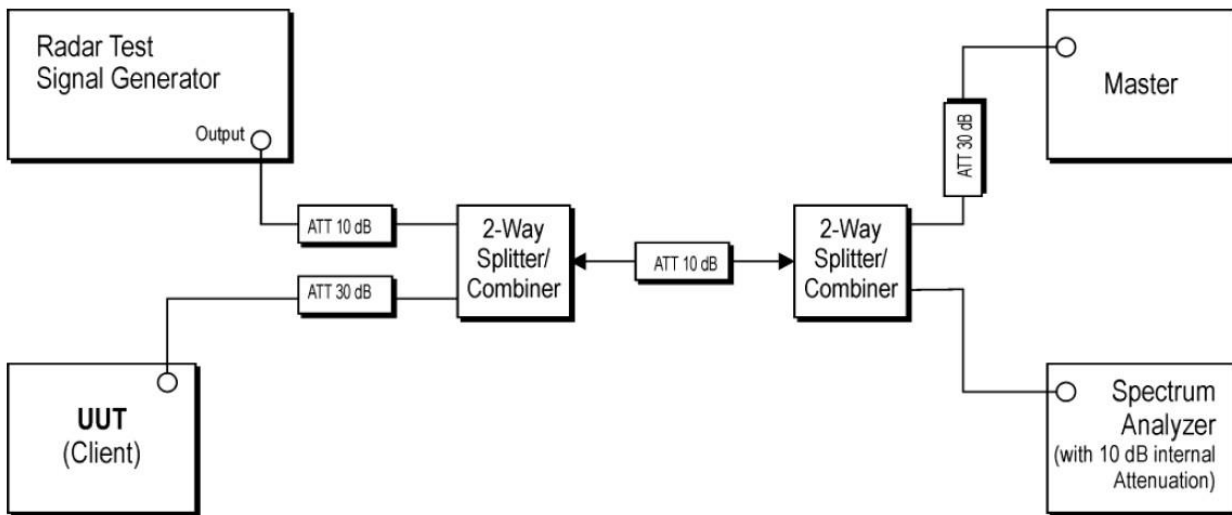 Radar Test
Signal Generator
Output
Master
ATT 30 dB
ATT 10 dB
2-Way
Splitter/
Combiner
ATT 10 dB
2-Way
Splitter/
Combiner
ATT 30 dB
UUT
(Client)
Spectrum
Analyzer
(with 10 dB internal
Attenuation)